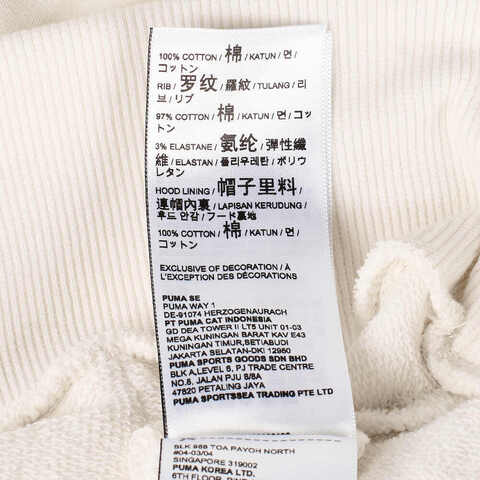 100% COTTON / 棉 / KATUN / 면 /
コットン
RIB / 罗纹 / 羅紋 / TULANG / 리
브 / リブ
97% COTTON / 棉 / KATUN / 면 / コッ
トン
3% ELASTANE / 氨纶 / 彈性纖
維 / ELASTAN / 폴리우레탄 / ポリウ
レタン
HOOD LINING / 帽子里料 /
連帽內裏 / LAPISAN KERUDUNG /
후드 안감 / フード裏地
100% COTTON / 棉 / KATUN / 면 /
コットン
EXCLUSIVE OF DECORATION / À
L'EXCEPTION DES DÉCORATIONS
PUMA SE
PUMA WAY 1
DE-91074 HERZOGENAURACH
PT PUMA CAT INDONESIA
GD DEA TOWER II LT5 UNIT 01-03
MEGA KUNINGAN BARAT KAV E43
KUNINGAN TIMUR,SETIABUDI
JAKARTA SELATAN-DKI 12950
PUMA SPORTS GOODS SDN BHD
BLK A,LEVEL 6, PJ TRADE CENTRE
NO.8, JALAN PJU 8/8A
47820 PETALING JAYA
PUMA SPORTSSEA TRADING PTE LTD
BLK 998 TOA PAYOH NORTH
#04-03/04
SINGAPORE 319002
PUMA KOREA LTD.
6TH FLOOR,